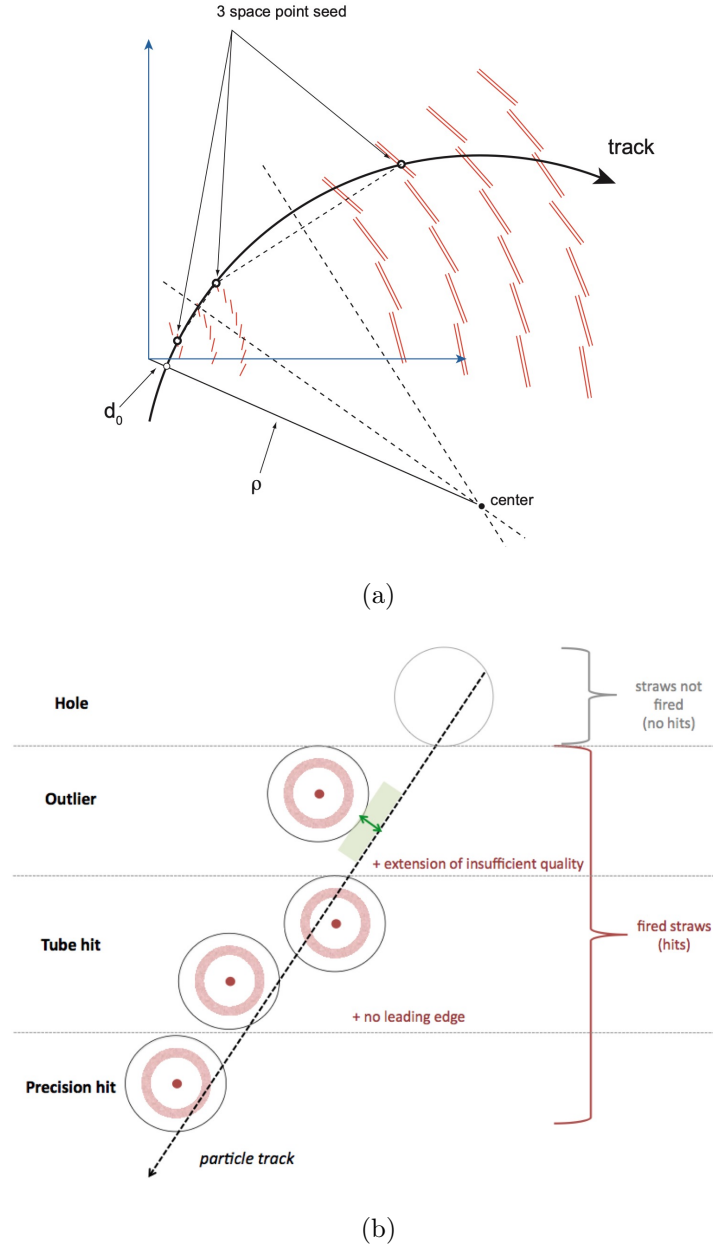 3 space point seed
track
d₀
ρ
center
(a)
Hole
straws not
fired
(no hits)
Outlier
+ extension of insufficient quality
Tube hit
fired straws
(hits)
+ no leading edge
Precision hit
particle track
(b)